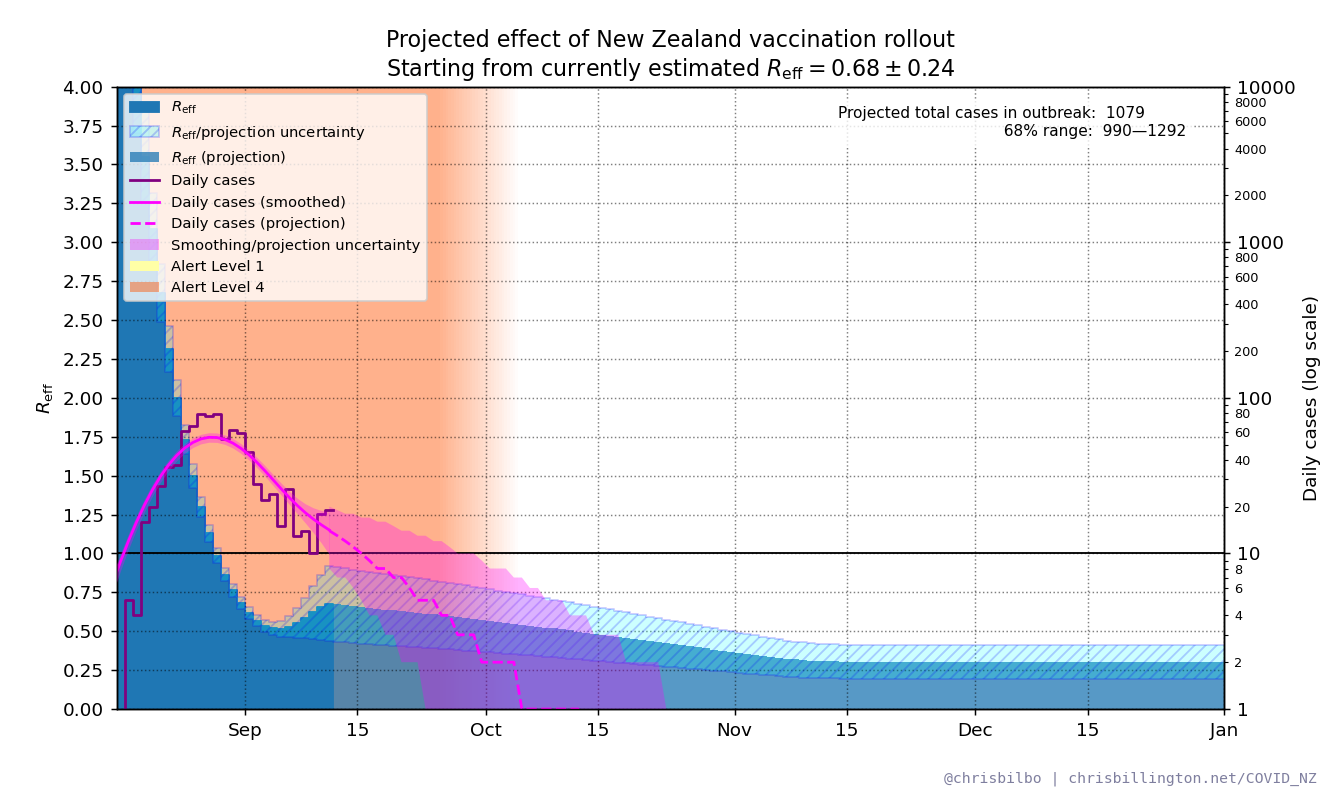 Projected effect of New Zealand vaccination rollout
Starting from currently estimated Reff = 0.68 ± 0.24
Projected total cases in outbreak: 1079
68% range: 990—1292
Reff
Reff/projection uncertainty
Reff (projection)
Daily cases
Daily cases (smoothed)
Daily cases (projection)
Smoothing/projection uncertainty
Alert Level 1
Alert Level 4
Reff
4.00
3.75
3.50
3.25
3.00
2.75
2.50
2.25
2.00
1.75
1.50
1.25
1.00
0.75
0.50
0.25
0.00
10000
8000
6000
4000
2000
1000
800
600
400
200
100
80
60
40
20
10
8
6
4
2
1
Daily cases (log scale)
Sep 15 Oct 15 Nov 15 Dec 15 Jan
@chrisbilbo | chrisbillington.net/COVID_NZ